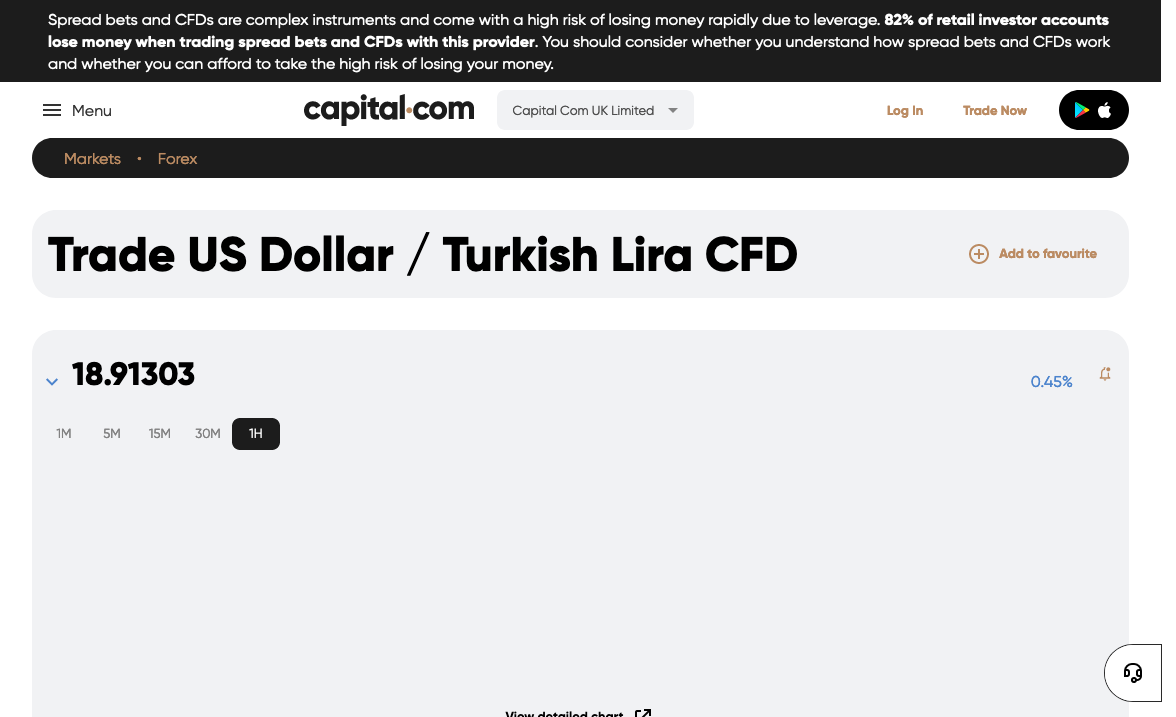 Spread bets and CFDs are complex instruments and come with a high risk of losing money rapidly due to leverage. 82% of retail investor accounts
lose money when trading spread bets and CFDs with this provider. You should consider whether you understand how spread bets and CFDs work
and whether you can afford to take the high risk of losing your money.
Menu
capital.com
Capital Com UK Limited
Log In
Trade Now
Markets • Forex
Trade US Dollar / Turkish Lira CFD
Add to favourite
18.91303
0.45%
1M 5M 15M 30M 1H
View detailed chart